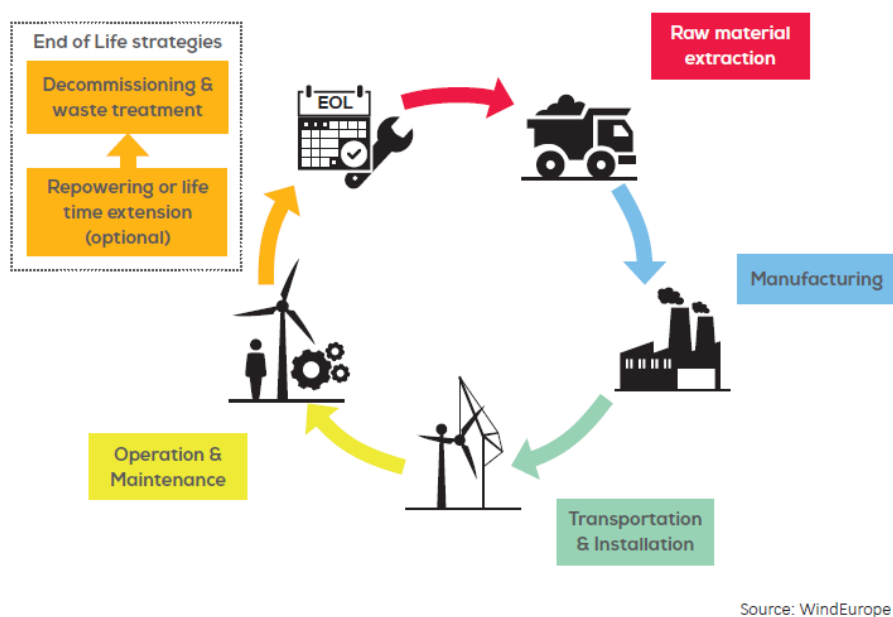 End of Life strategies
Decommissioning &
waste treatment
Repowering or life
time extension
(optional)
EOL
Raw material
extraction
Manufacturing
Transportation
& Installation
Operation &
Maintenance
Source: WindEurope